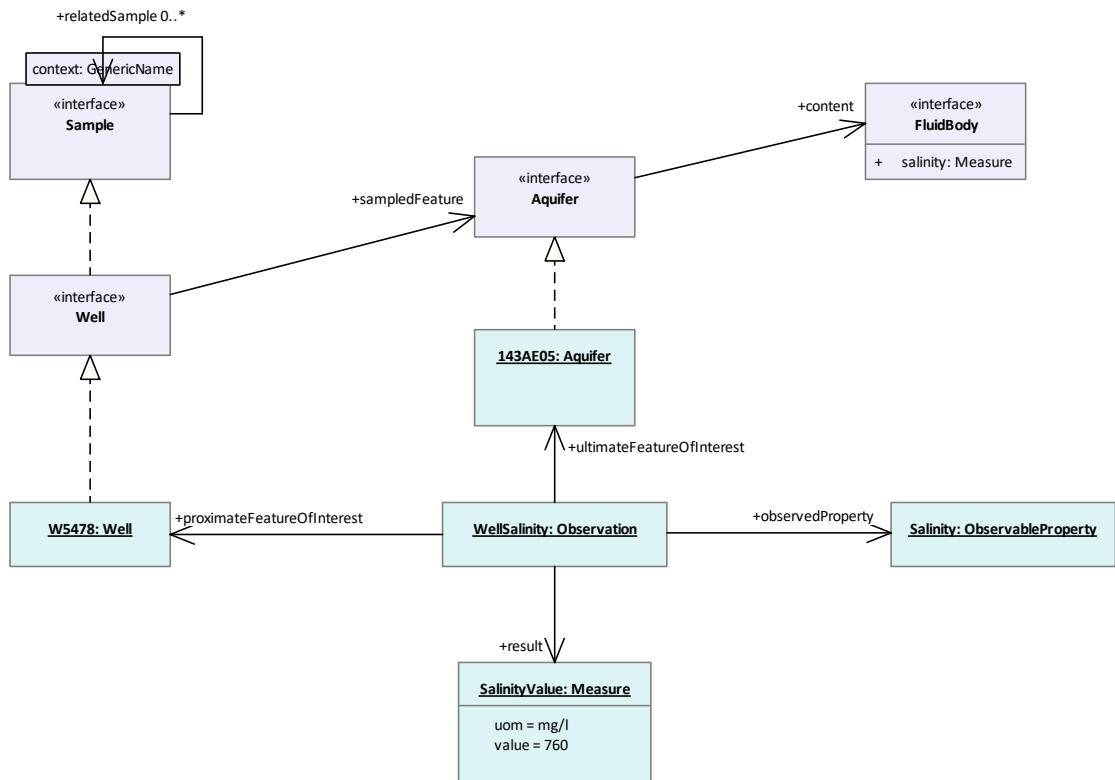 +relatedSample 0..*
context: GenericName
«interface»
Sample
+content
«interface»
FluidBody
+ salinity: Measure
«interface»
Aquifer
+sampledFeature
«interface»
Well
143AE05: Aquifer
+ultimateFeatureOfInterest
W5478: Well
+proximateFeatureOfInterest
WellSalinity: Observation
+observedProperty
Salinity: ObservableProperty
+result
SalinityValue: Measure
uom = mg/l
value = 760